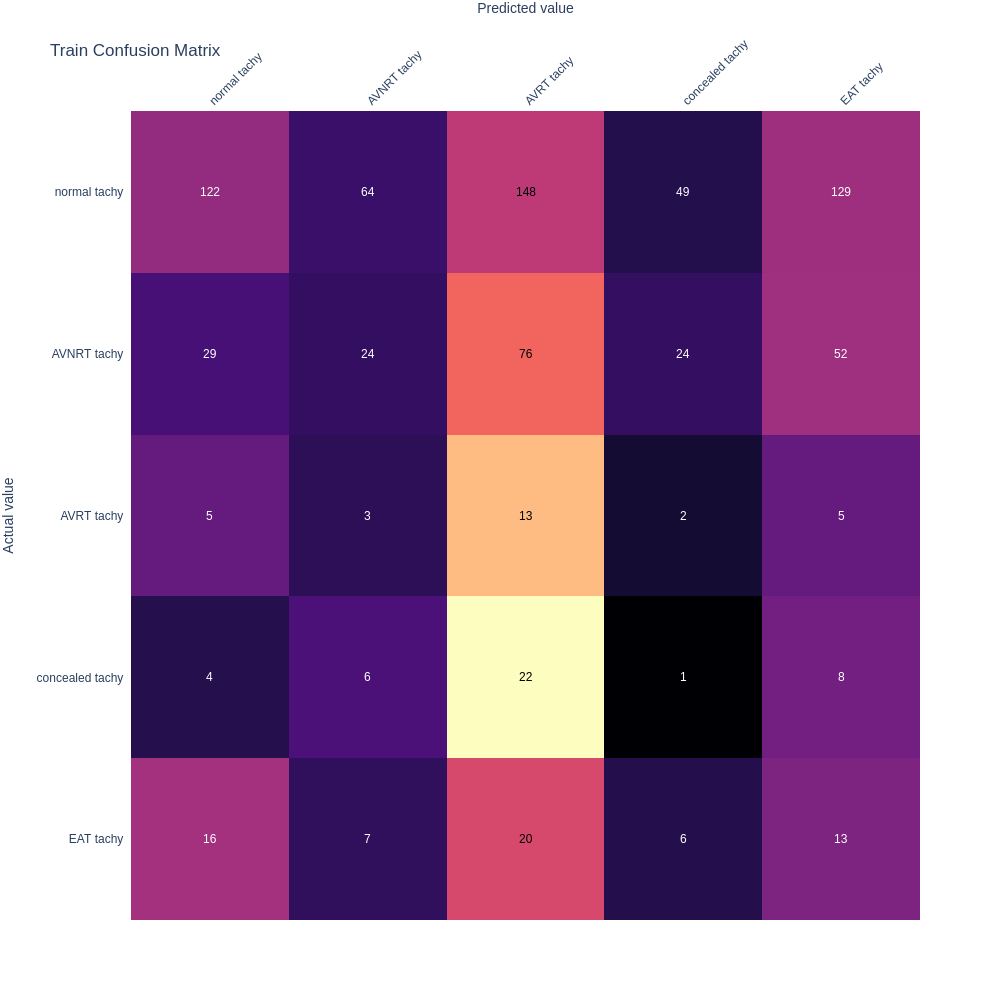 Predicted value
Train Confusion Matrix
normal tachy AVNRT tachy AVRT tachy concealed tachy EAT tachy
normal tachy 122 64 148 49 129
AVNRT tachy 29 24 76 24 52
Actual value
AVRT tachy 5 3 13 2 5
concealed tachy 4 6 22 1 8
EAT tachy 16 7 20 6 13